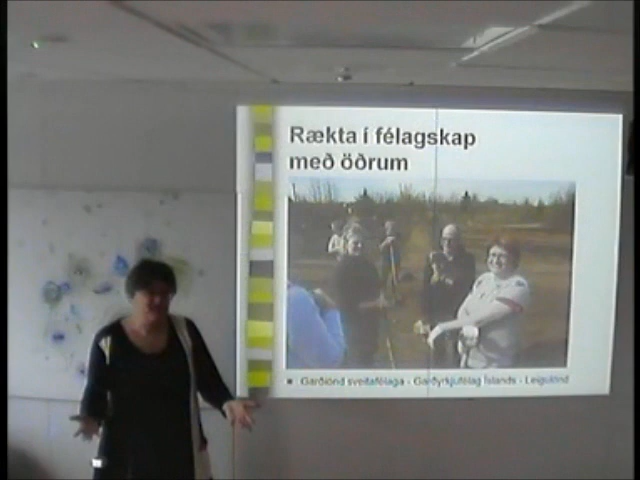 Rækta í félagskap
með öðrum
Garðlönd sveitafélaga - Garðyrkjufélag Íslands - Leigulönd